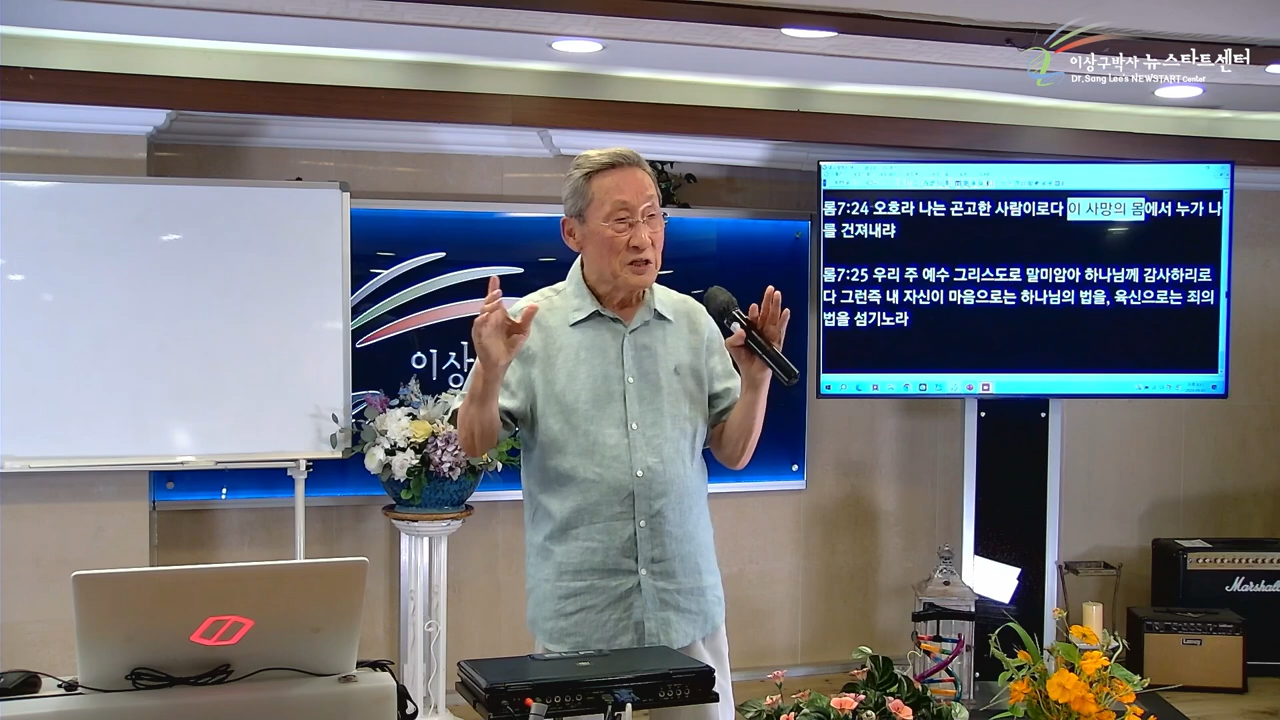 이상구박사 뉴스타트센터
Dr.Sang Lee's NEWSTART Center
롬7:24 오호라 나는 곤고한 사람이로다 이 사망의 몸에서 누가 나
를 건져내랴
롬7:25 우리 주 예수 그리스도로 말미암아 하나님께 감사하리로
다 그런즉 내 자신이 마음으로는 하나님의 법을, 육신으로는 죄의
법을 섬기노라
이상
Marshall
Laney